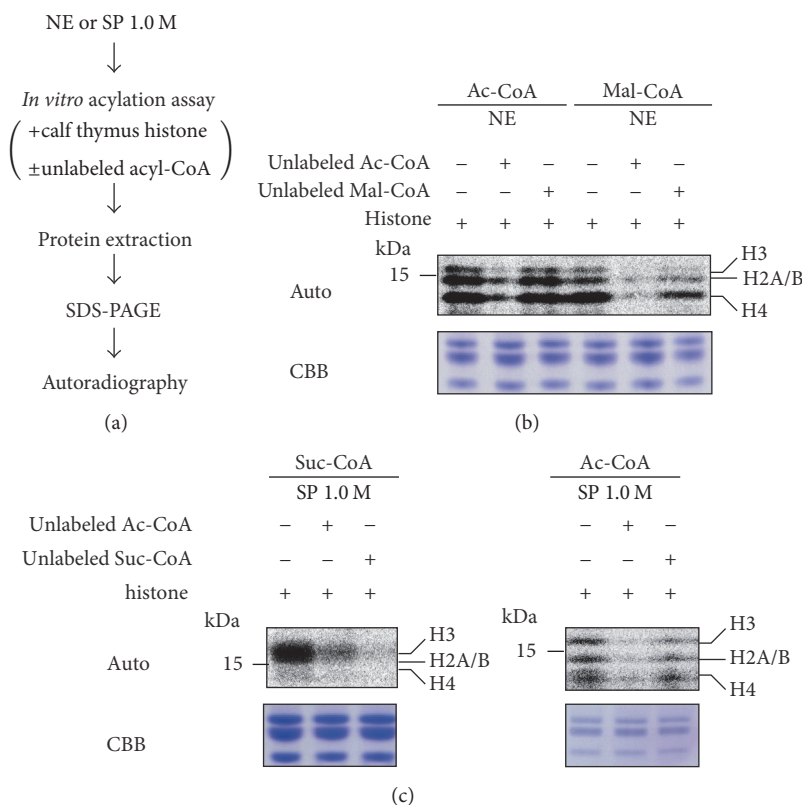 NE or SP 1.0 M
In vitro acylation assay
+calf thymus histone
±unlabeled acyl-CoA
Protein extraction
SDS-PAGE
Autoradiography
(a)
Ac-CoA Mal-CoA
NE NE
Unlabeled Ac-CoA – + – – + –
Unlabeled Mal-CoA – – + – – +
Histone + + + + + +
kDa
15
Auto
H3
H2A/B
H4
CBB
(b)
Suc-CoA
SP 1.0 M
Unlabeled Ac-CoA – + –
Unlabeled Suc-CoA – – +
histone + + +
kDa
15
Auto
H3
H2A/B
H4
CBB
Ac-CoA
SP 1.0 M
– + –
– – +
+ + +
kDa
15
H3
H2A/B
H4
(c)